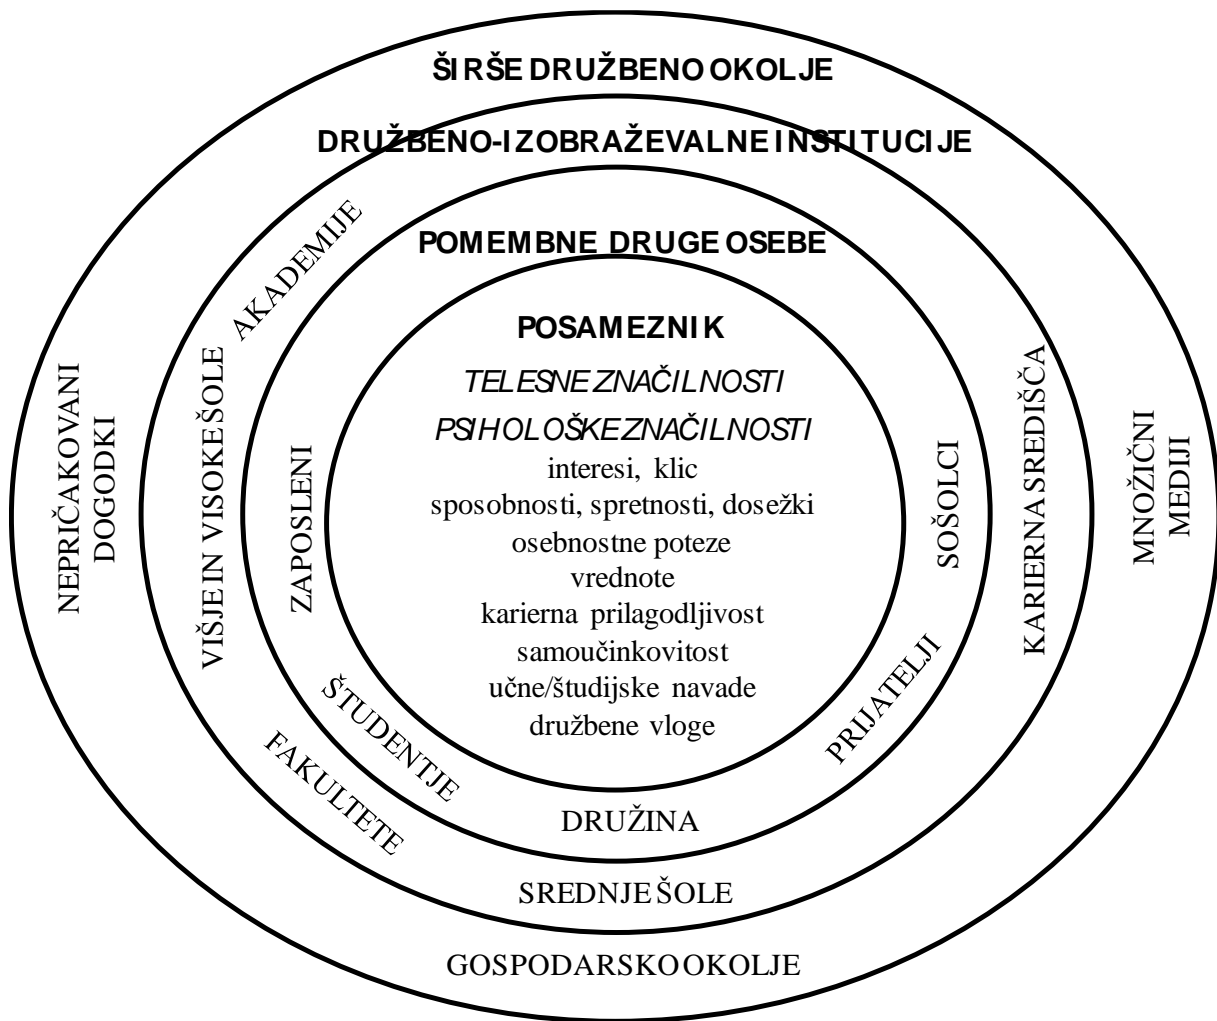 ŠIRŠE DRUŽBENO OKOLJE
DRUŽBENO-IZOBRAŽEVALNE INSTITUCIJE
POMEMBNE DRUGE OSEBE
POSAMEZNIK
TELESNE ZNAČILNOSTI
PSIHOLOŠKE ZNAČILNOSTI
interesi, klic
sposobnosti, spretnosti, dosežki
osebnostne poteze
vrednote
karierna prilagodljivost
samoučinkovitost
učne/študijske navade
družbene vloge
ZAPOSLENI
ŠTUDENTJE
DRUŽINA
PRIJATELJI
SOŠOLCI
AKADEMIJE
VIŠJE IN VISOKE ŠOLE
FAKULTETE
SREDNJE ŠOLE
KARIERNA SREDIŠČA
NEPRIČAKOVANI
DOGODKI
GOSPODARSKO OKOLJE
MNOŽIČNI
MEDIJI